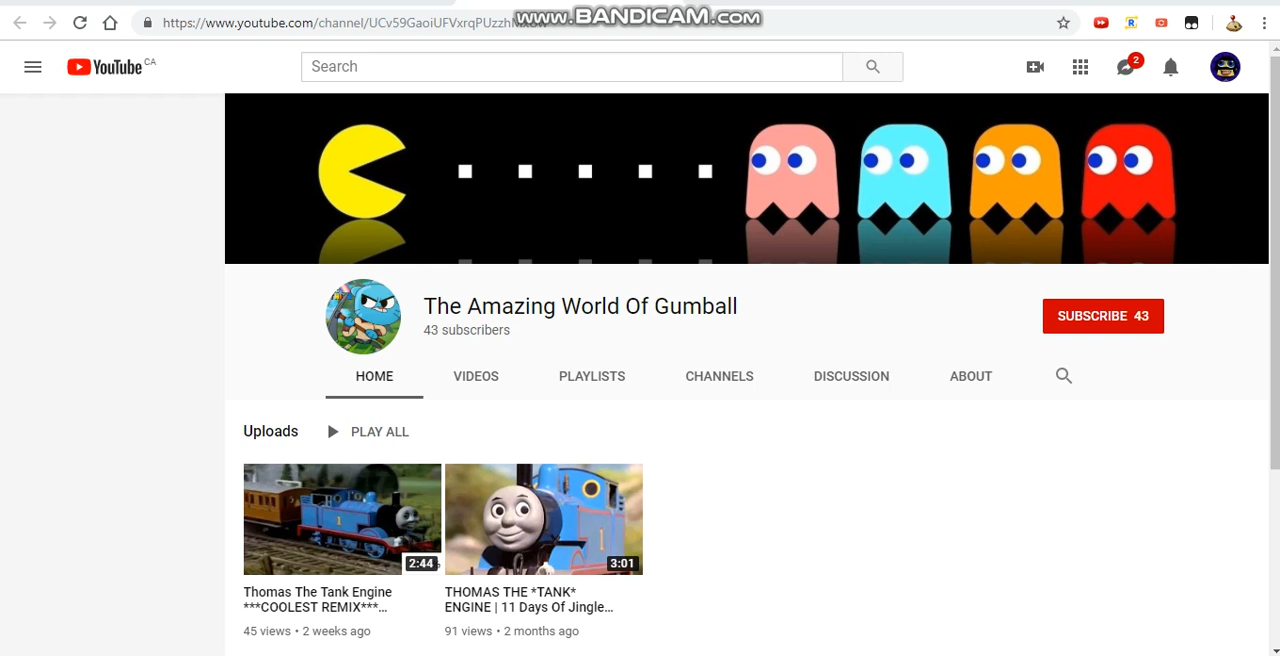 www.BANDICAM.com
https://www.youtube.com/channel/UCv59GaoiUFVxrqPUzzh
YouTube CA
Search
2
The Amazing World Of Gumball
43 subscribers
SUBSCRIBE 43
HOME VIDEOS PLAYLISTS CHANNELS DISCUSSION ABOUT
Uploads PLAY ALL
1
2:44
1
3:01
Thomas The Tank Engine
***COOLEST REMIX***...
45 views • 2 weeks ago
THOMAS THE *TANK*
ENGINE | 11 Days Of Jingle...
91 views • 2 months ago